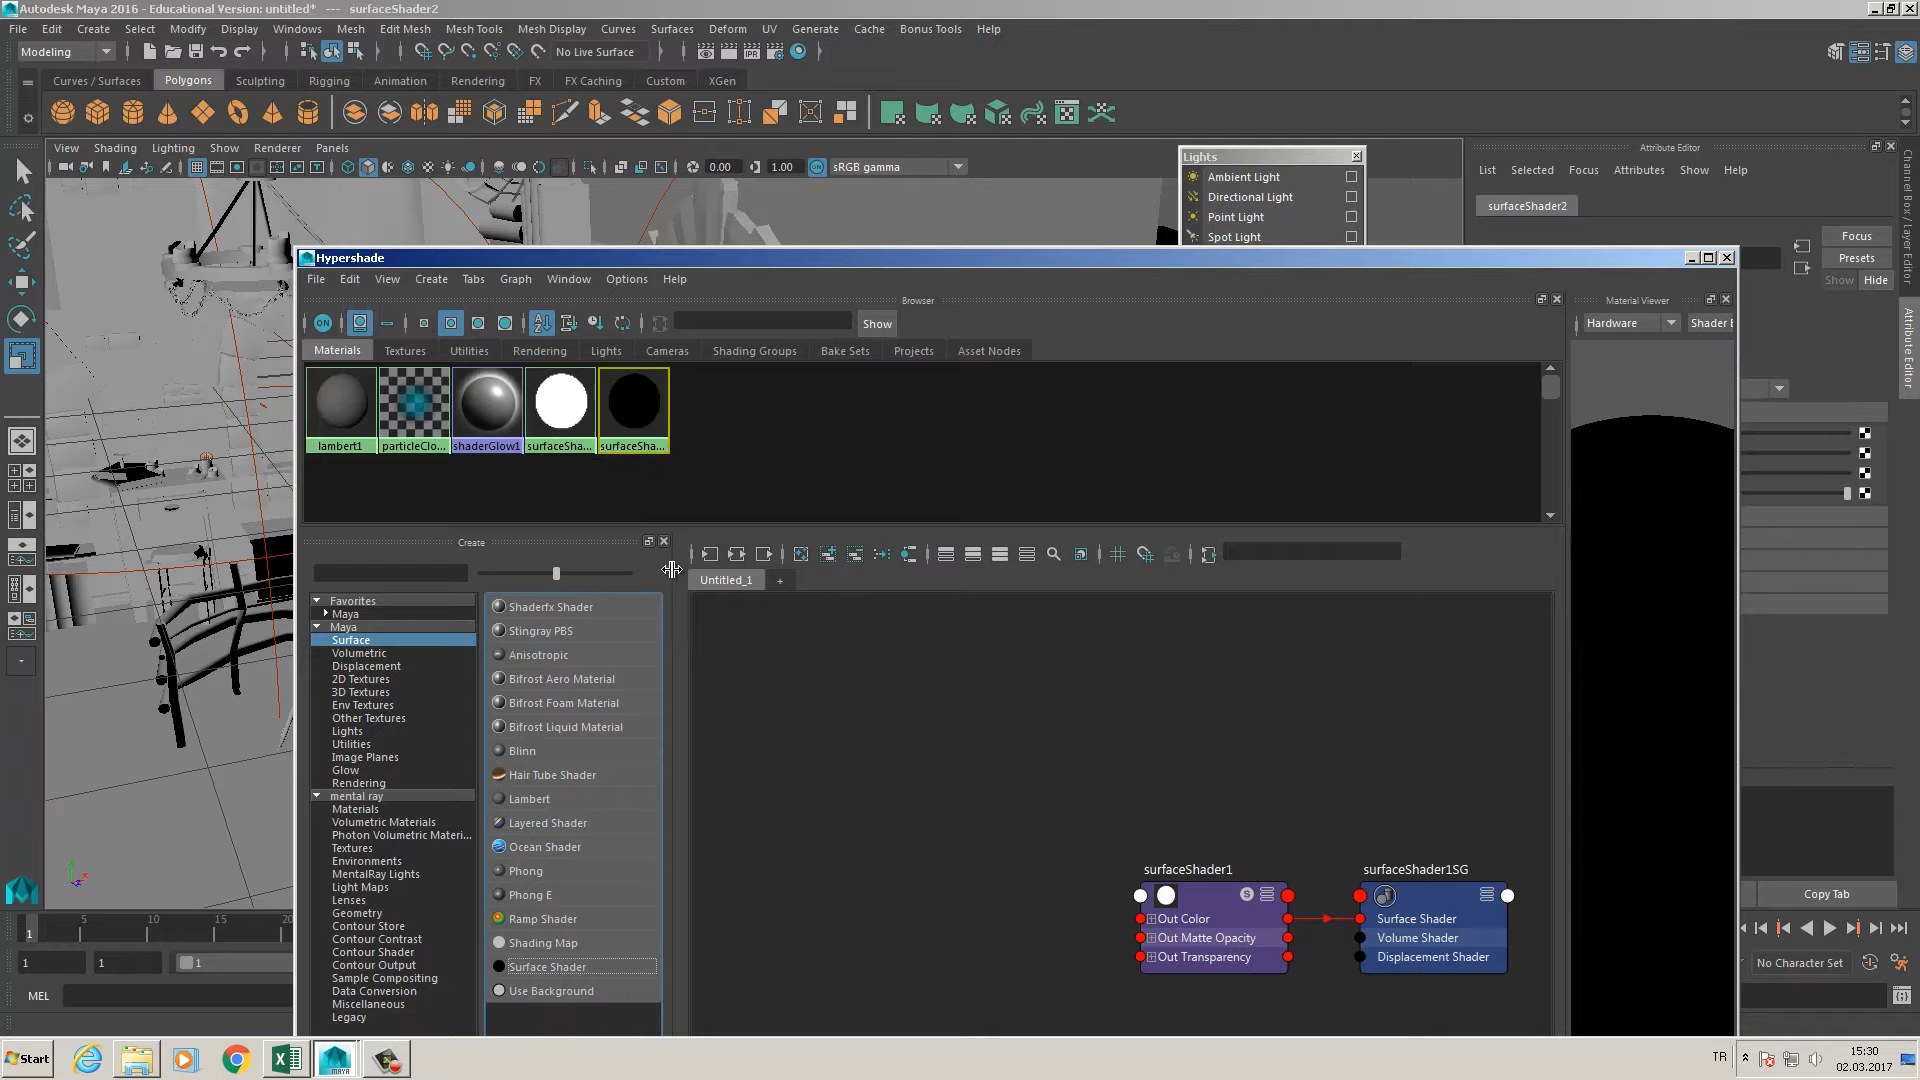 Autodesk Maya 2016 - Educational Version: untitled*   ---   surfaceShader2
File Edit Create Select Modify Display Windows Mesh Edit Mesh Mesh Tools Mesh Display Curves Surfaces Deform UV Generate Cache Bonus Tools Help
Modeling No Live Surface
Curves / Surfaces Polygons Sculpting Rigging Animation Rendering FX FX Caching Custom XGen
View Shading Lighting Show Renderer Panels
0.00 1.00 ON sRGB gamma
Lights
Ambient Light
Directional Light
Point Light
Spot Light
Attribute Editor
List Selected Focus Attributes Show Help
surfaceShader2
Focus
Presets
Show Hide
Channel Box / Layer Editor
Attribute Editor
Hypershade
File Edit View Create Tabs Graph Window Options Help
Browser
ON Show
Materials Textures Utilities Rendering Lights Cameras Shading Groups Bake Sets Projects Asset Nodes
lambert1 particleClo... shaderGlow1 surfaceSha... surfaceSha...
Material Viewer
Hardware Shader B
Create
Untitled_1 +
Favorites
Maya
Maya
Surface
Volumetric
Displacement
2D Textures
3D Textures
Env Textures
Other Textures
Lights
Utilities
Image Planes
Glow
Rendering
mental ray
Materials
Volumetric Materials
Photon Volumetric Materi...
Textures
Environments
MentalRay Lights
Light Maps
Lenses
Geometry
Contour Store
Contour Contrast
Contour Shader
Contour Output
Sample Compositing
Data Conversion
Miscellaneous
Legacy
Shaderfx Shader
Stingray PBS
Anisotropic
Bifrost Aero Material
Bifrost Foam Material
Bifrost Liquid Material
Blinn
Hair Tube Shader
Lambert
Layered Shader
Ocean Shader
Phong
Phong E
Ramp Shader
Shading Map
Surface Shader
Use Background
surfaceShader1
S
Out Color
Out Matte Opacity
Out Transparency
surfaceShader1SG
Surface Shader
Volume Shader
Displacement Shader
Copy Tab
5 10 15 20
1
1 1 1
No Character Set
MEL
Start
MAYA
TR
15:30
02.03.2017